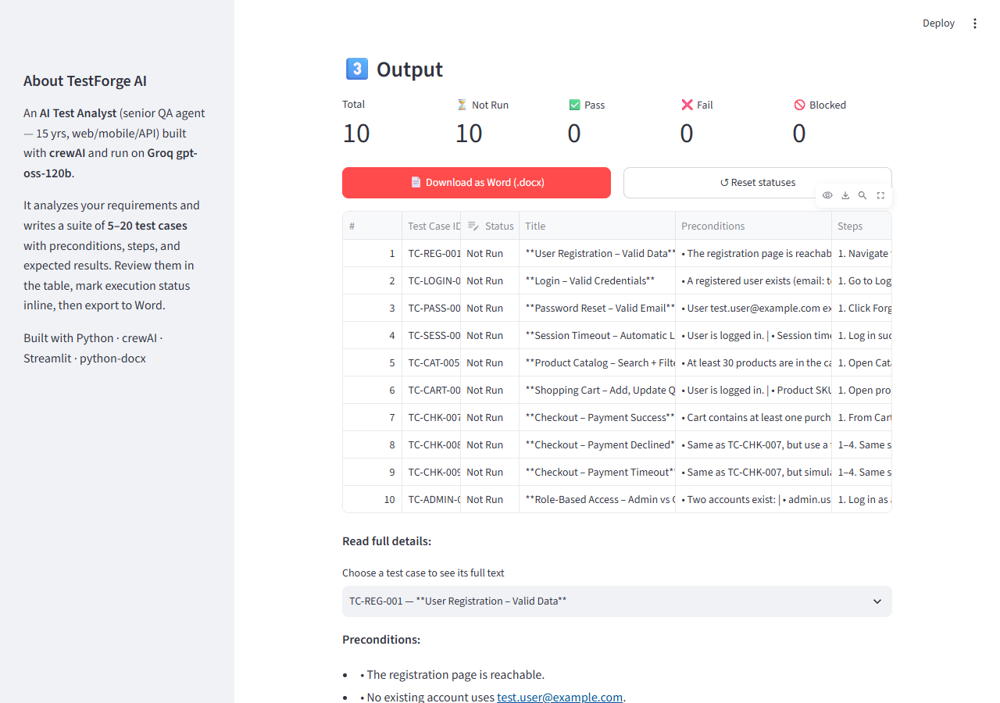 Deploy
About TestForge AI
An AI Test Analyst (senior QA agent
— 15 yrs, web/mobile/API) built
with crewAI and run on Groq gpt-
oss-120b.
It analyzes your requirements and
writes a suite of 5–20 test cases
with preconditions, steps, and
expected results. Review them in
the table, mark execution status
inline, then export to Word.
Built with Python · crewAI ·
Streamlit · python-docx
3 Output
Total
⏳ Not Run
✅ Pass
❌ Fail
🚫 Blocked
10
10
0
0
0
Download as Word (.docx)
↺ Reset statuses
# Test Case ID Status Title Preconditions Steps
1 TC-REG-001 Not Run **User Registration – Valid Data** • The registration page is reachab 1. Navigate
2 TC-LOGIN-0 Not Run **Login – Valid Credentials** • A registered user exists (email: t 1. Go to Log
3 TC-PASS-00 Not Run **Password Reset – Valid Email** • User test.user@example.com ex 1. Click Forg
4 TC-SESS-00 Not Run **Session Timeout – Automatic L • User is logged in. | • Session time 1. Log in suc
5 TC-CAT-005 Not Run **Product Catalog – Search + Filte • At least 30 products are in the ca 1. Open Cat
6 TC-CART-00 Not Run **Shopping Cart – Add, Update Q • User is logged in. | • Product SKU 1. Open pro
7 TC-CHK-007 Not Run **Checkout – Payment Success** • Cart contains at least one purch 1. From Cart
8 TC-CHK-008 Not Run **Checkout – Payment Declined* • Same as TC-CHK-007, but use a 1–4. Same s
9 TC-CHK-009 Not Run **Checkout – Payment Timeout** • Same as TC-CHK-007, but simula 1–4. Same s
10 TC-ADMIN-0 Not Run **Role-Based Access – Admin vs C • Two accounts exist: | • admin.us 1. Log in as
Read full details:
Choose a test case to see its full text
TC-REG-001 — **User Registration – Valid Data**
Preconditions:
• • The registration page is reachable.
• • No existing account uses test.user@example.com.